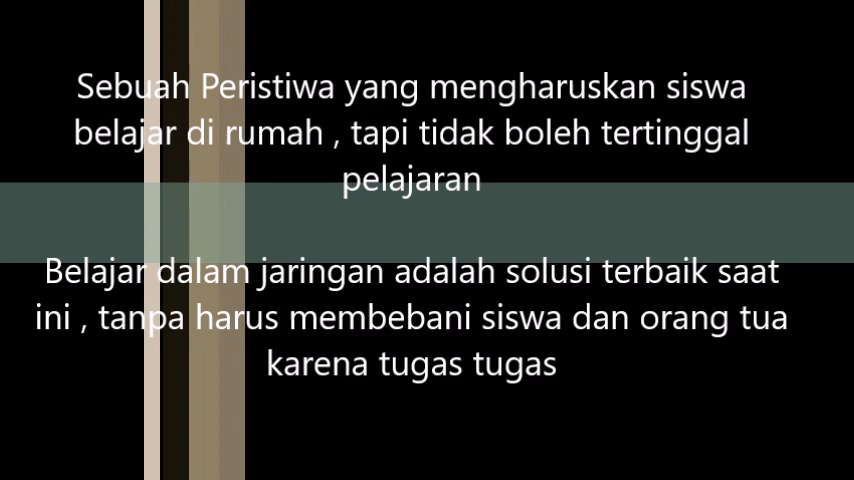 Sebuah Peristiwa yang mengharuskan siswa
belajar di rumah , tapi tidak boleh tertinggal
pelajaran
Belajar dalam jaringan adalah solusi terbaik saat
ini , tanpa harus membebani siswa dan orang tua
karena tugas tugas